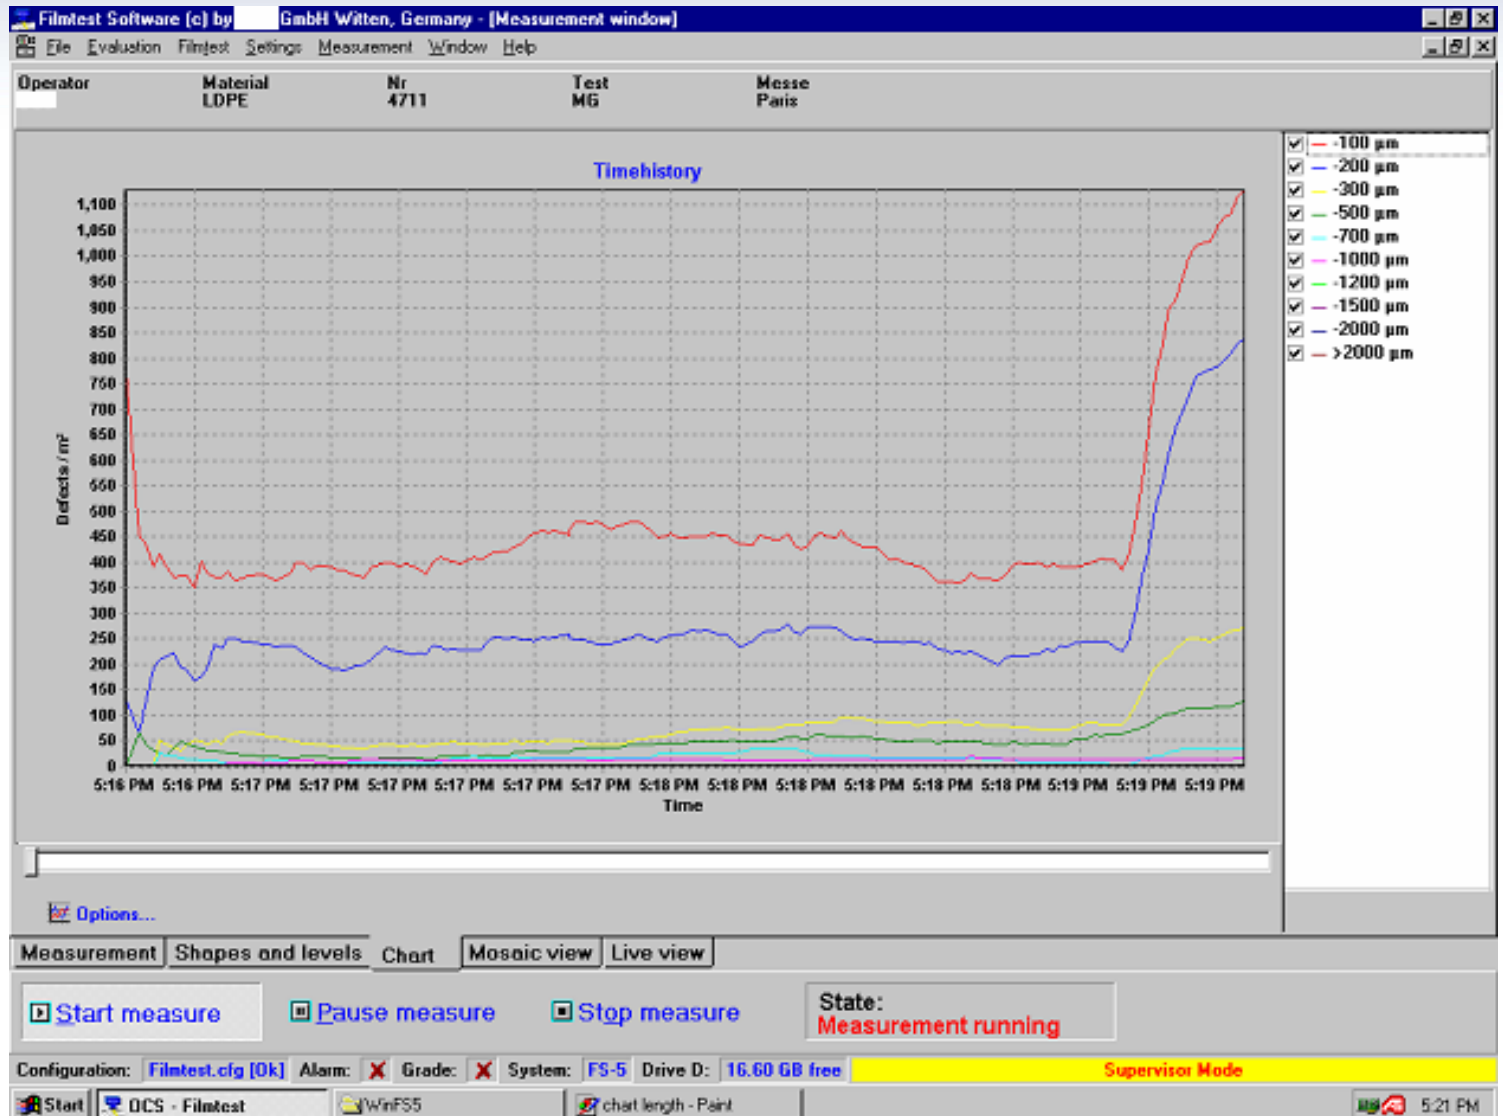 Filmtest Software (c) by GmbH Witten, Germany - [Measurement window]
File Evaluation Filmtest Settings Measurement Window Help
Operator Material Nr Test Messe
LDPE 4711 MG Paris
Timehistory
1,100
1,050
1,000
950
900
850
800
750
700
650
600
550
500
450
400
350
300
250
200
150
100
50
0
Defects / m²
5:16 PM 5:16 PM 5:17 PM 5:17 PM 5:17 PM 5:17 PM 5:17 PM 5:17 PM 5:18 PM 5:18 PM 5:18 PM 5:18 PM 5:18 PM 5:18 PM 5:19 PM 5:19 PM 5:19 PM
Time
-100 µm
-200 µm
-300 µm
-500 µm
-700 µm
-1000 µm
-1200 µm
-1500 µm
-2000 µm
>2000 µm
Options...
Measurement Shapes and levels Chart Mosaic view Live view
Start measure Pause measure Stop measure
State:
Measurement running
Configuration: Filmtest.cfg [Ok] Alarm: Grade: System: FS-5 Drive D: 16.60 GB free Supervisor Mode
Start OCS - Filmtest WinFS5 chart length - Paint 5:21 PM